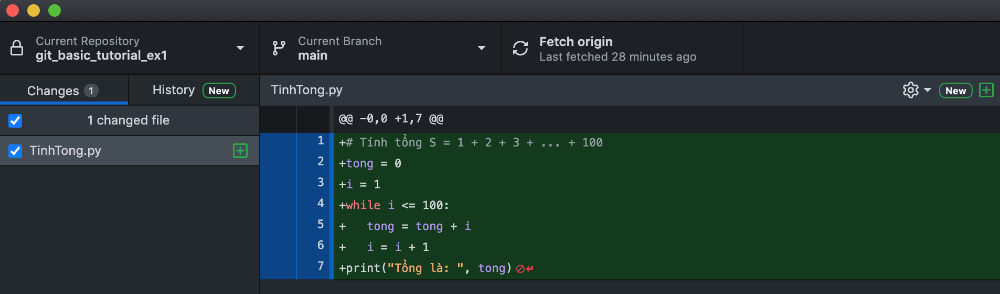 Current Repository
git_basic_tutorial_ex1
Current Branch
main
Fetch origin
Last fetched 28 minutes ago
Changes 1
History New
TinhTong.py
New
1 changed file
TinhTong.py
@@ -0,0 +1,7 @@
1 +# Tính tổng S = 1 + 2 + 3 + ... + 100
2 +tong = 0
3 +i = 1
4 +while i <= 100:
5 +   tong = tong + i
6 +   i = i + 1
7 +print("Tổng là: ", tong)